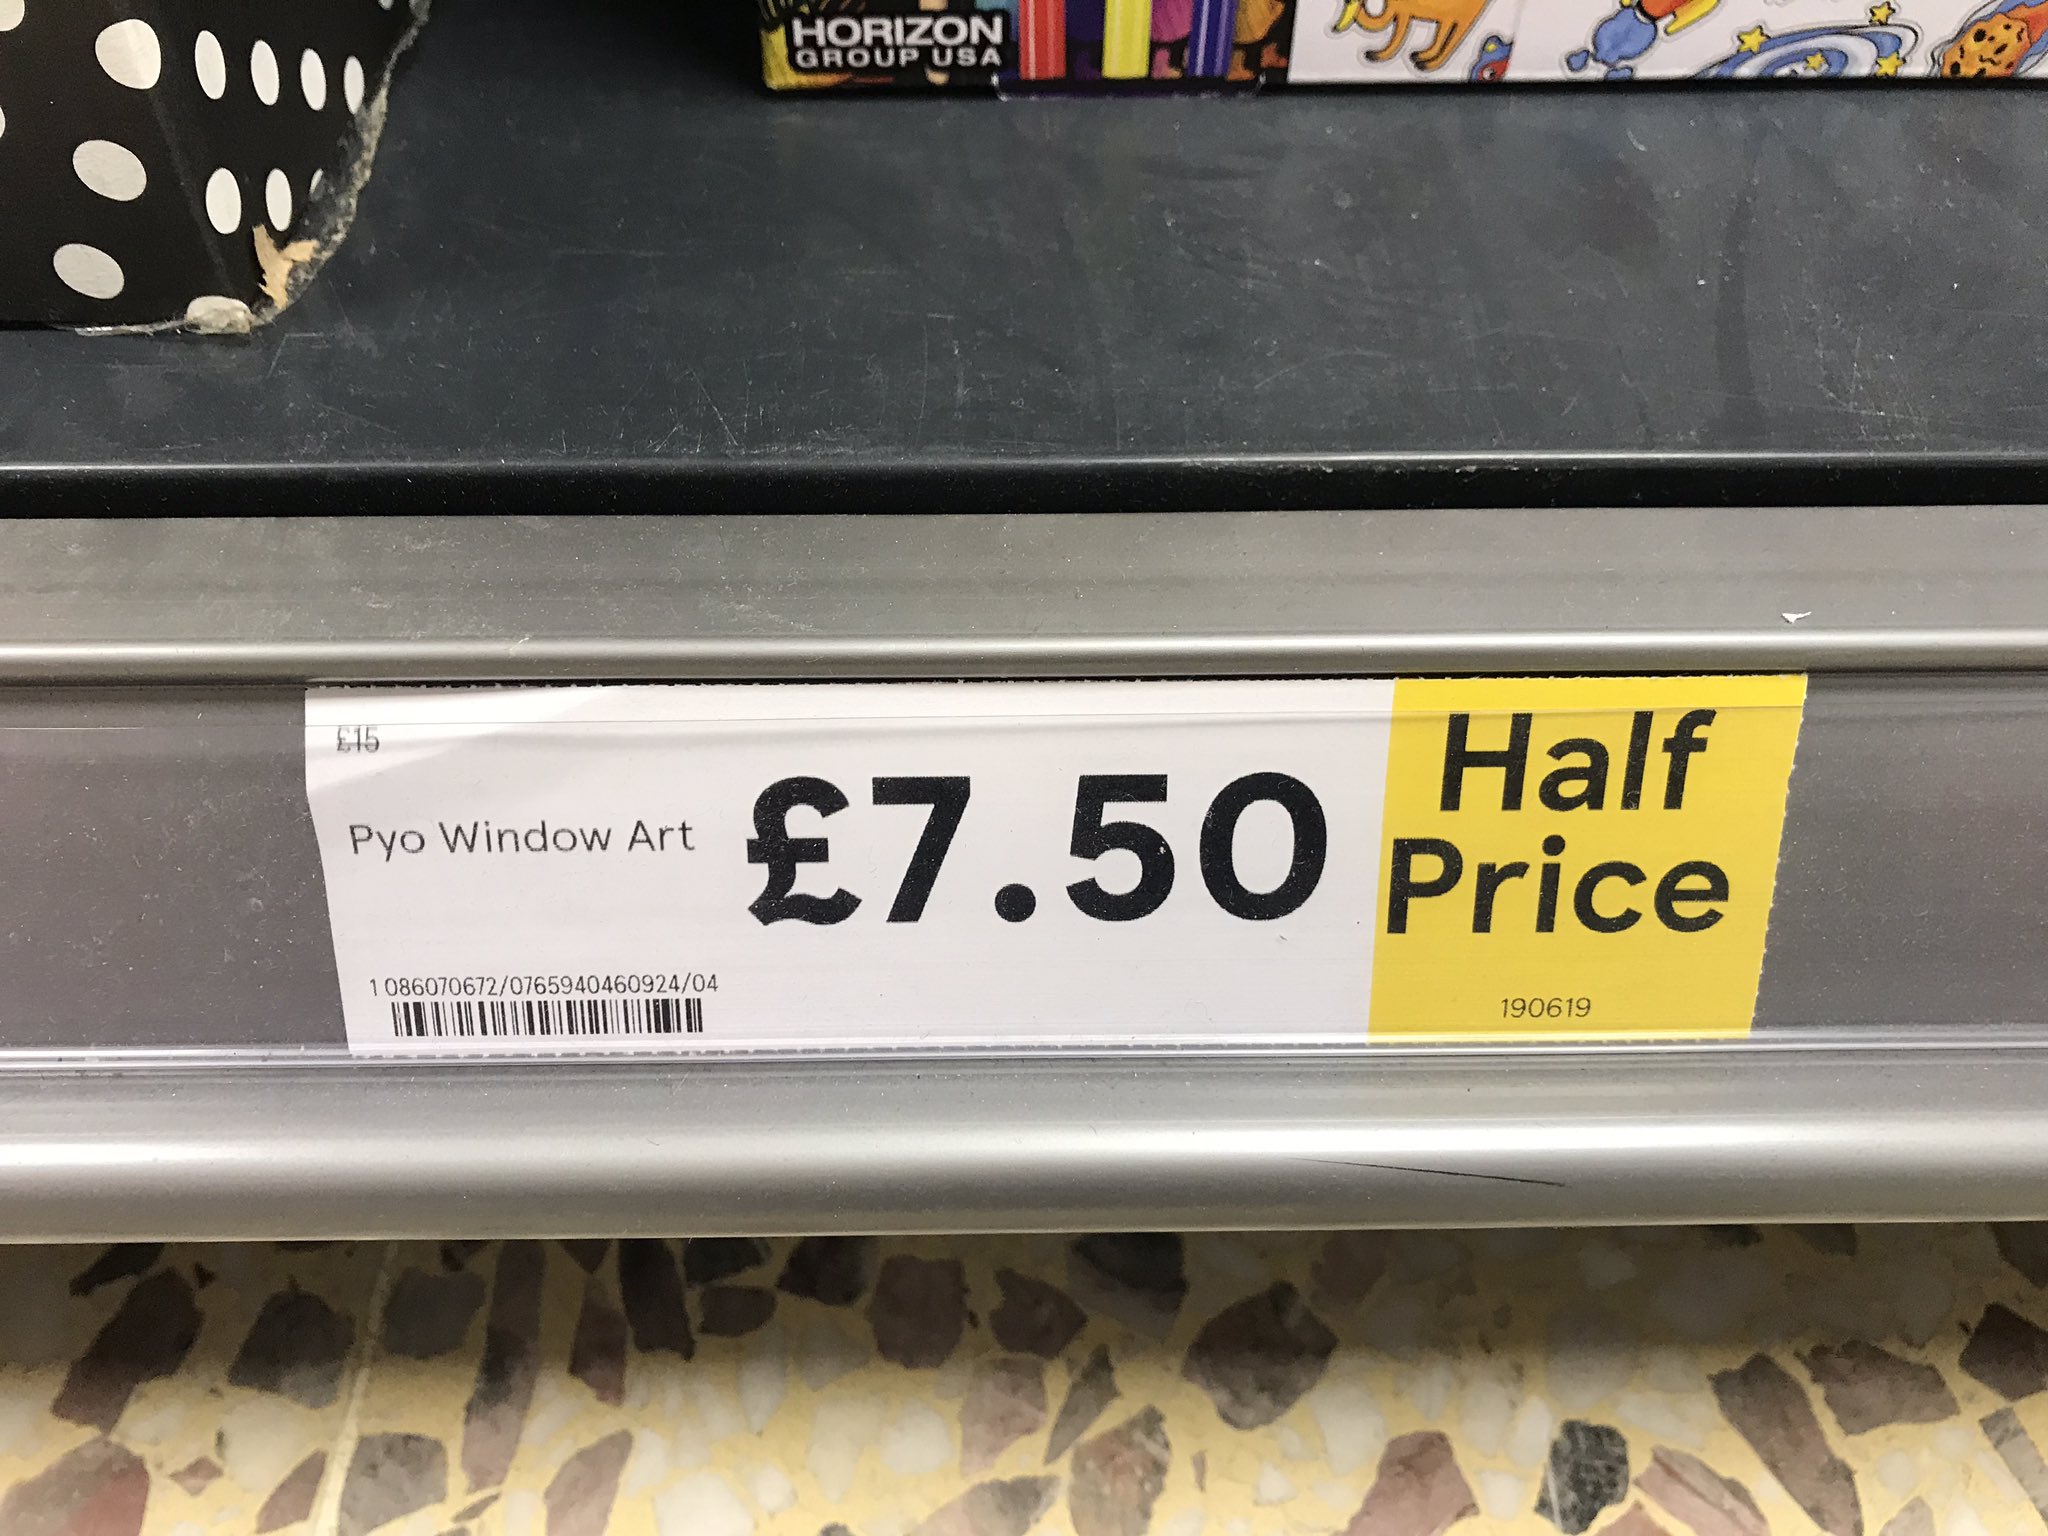 HORIZON
GROUP USA
£15
Pyo Window Art
£7.50
Half
Price
1 086070672/0765940460924/04
190619